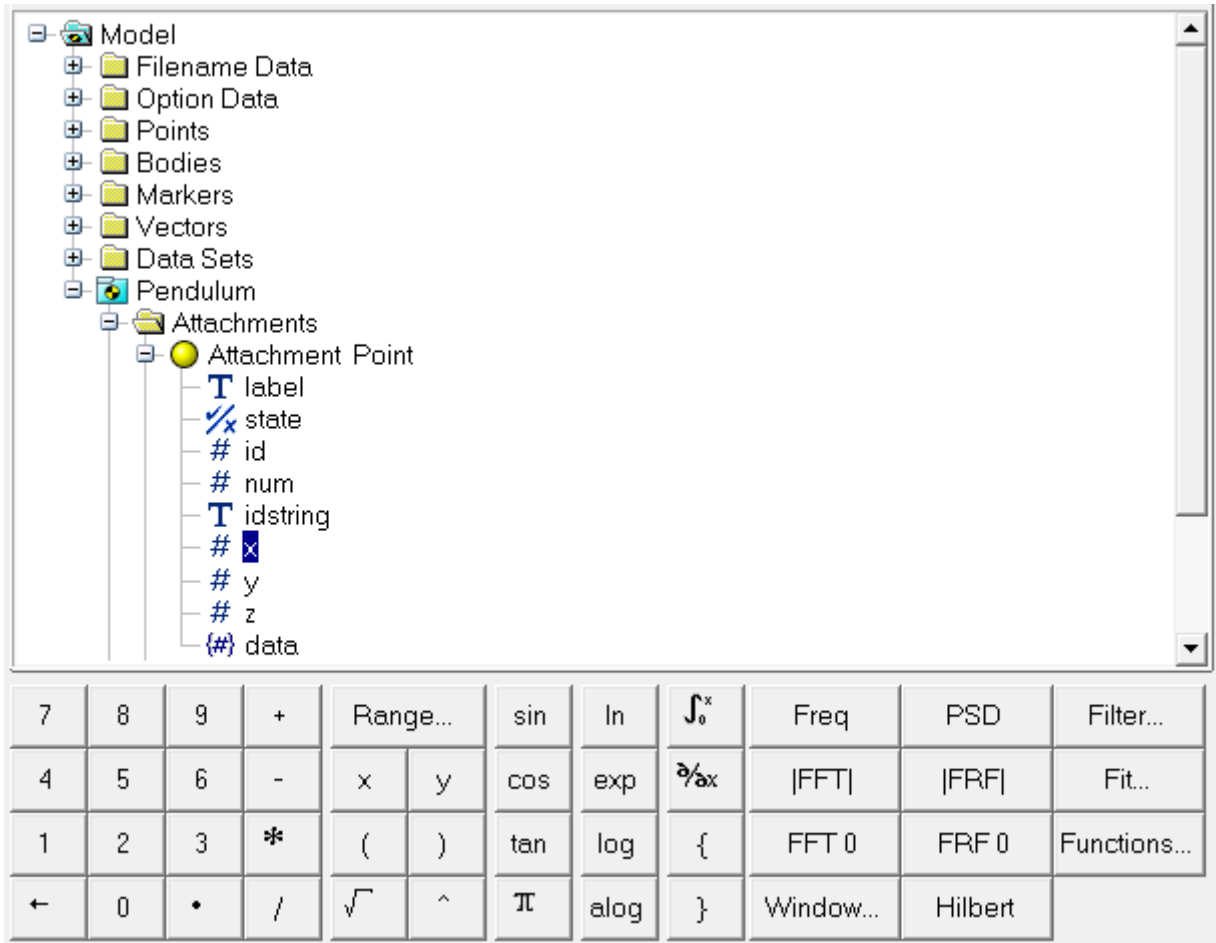 Model
Filename Data
Option Data
Points
Bodies
Markers
Vectors
Data Sets
Pendulum
Attachments
Attachment Point
T label
state
# id
# num
T idstring
# x
# y
# z
{#} data
7 8 9 + Range... sin ln ∫₀ˣ Freq PSD Filter...
4 5 6 - x y cos exp ∂/∂x |FFT| |FRF| Fit...
1 2 3 * ( ) tan log { FFT 0 FRF 0 Functions...
← 0 • / √ ^ π alog } Window... Hilbert